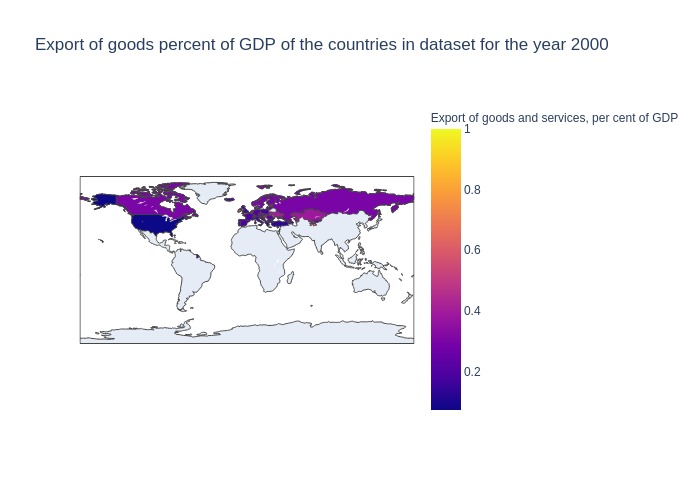 Export of goods percent of GDP of the countries in dataset for the year 2000
Export of goods and services, per cent of GDP
1
0.8
0.6
0.4
0.2